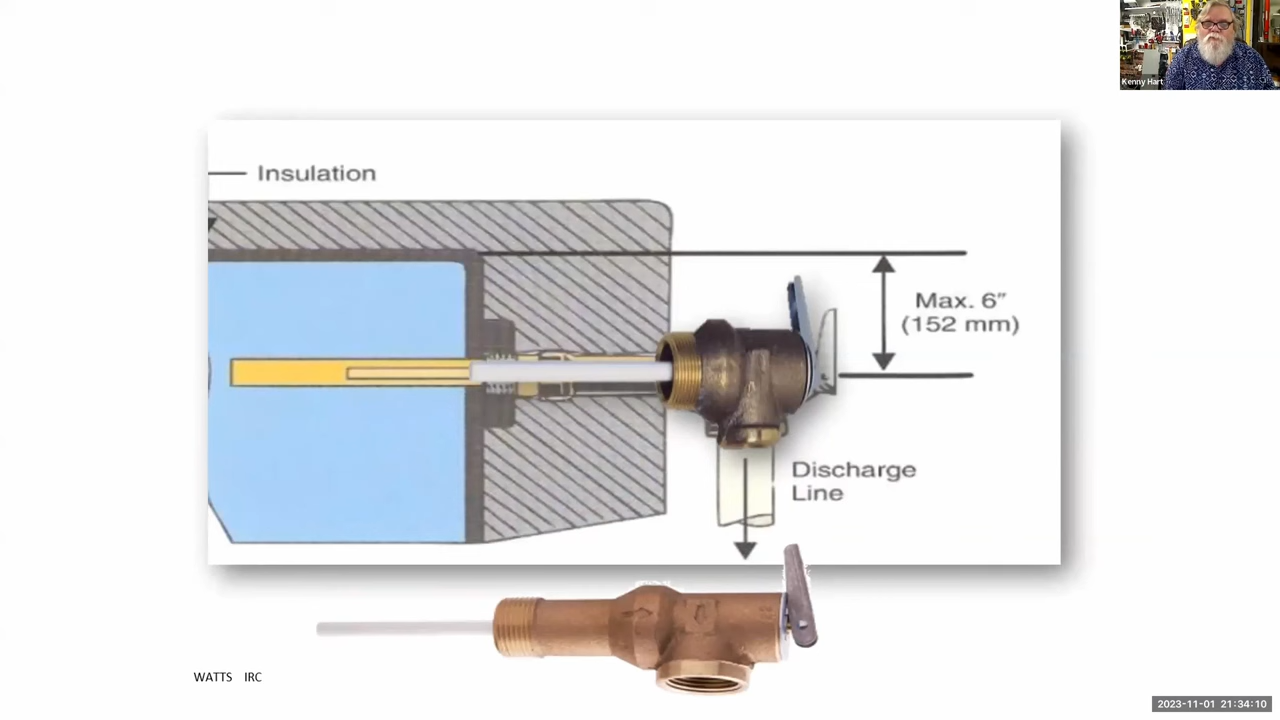 Kenny Hart
Insulation
Max. 6″
(152 mm)
Discharge
Line
WATTS IRC
2023-11-01 21:34:10